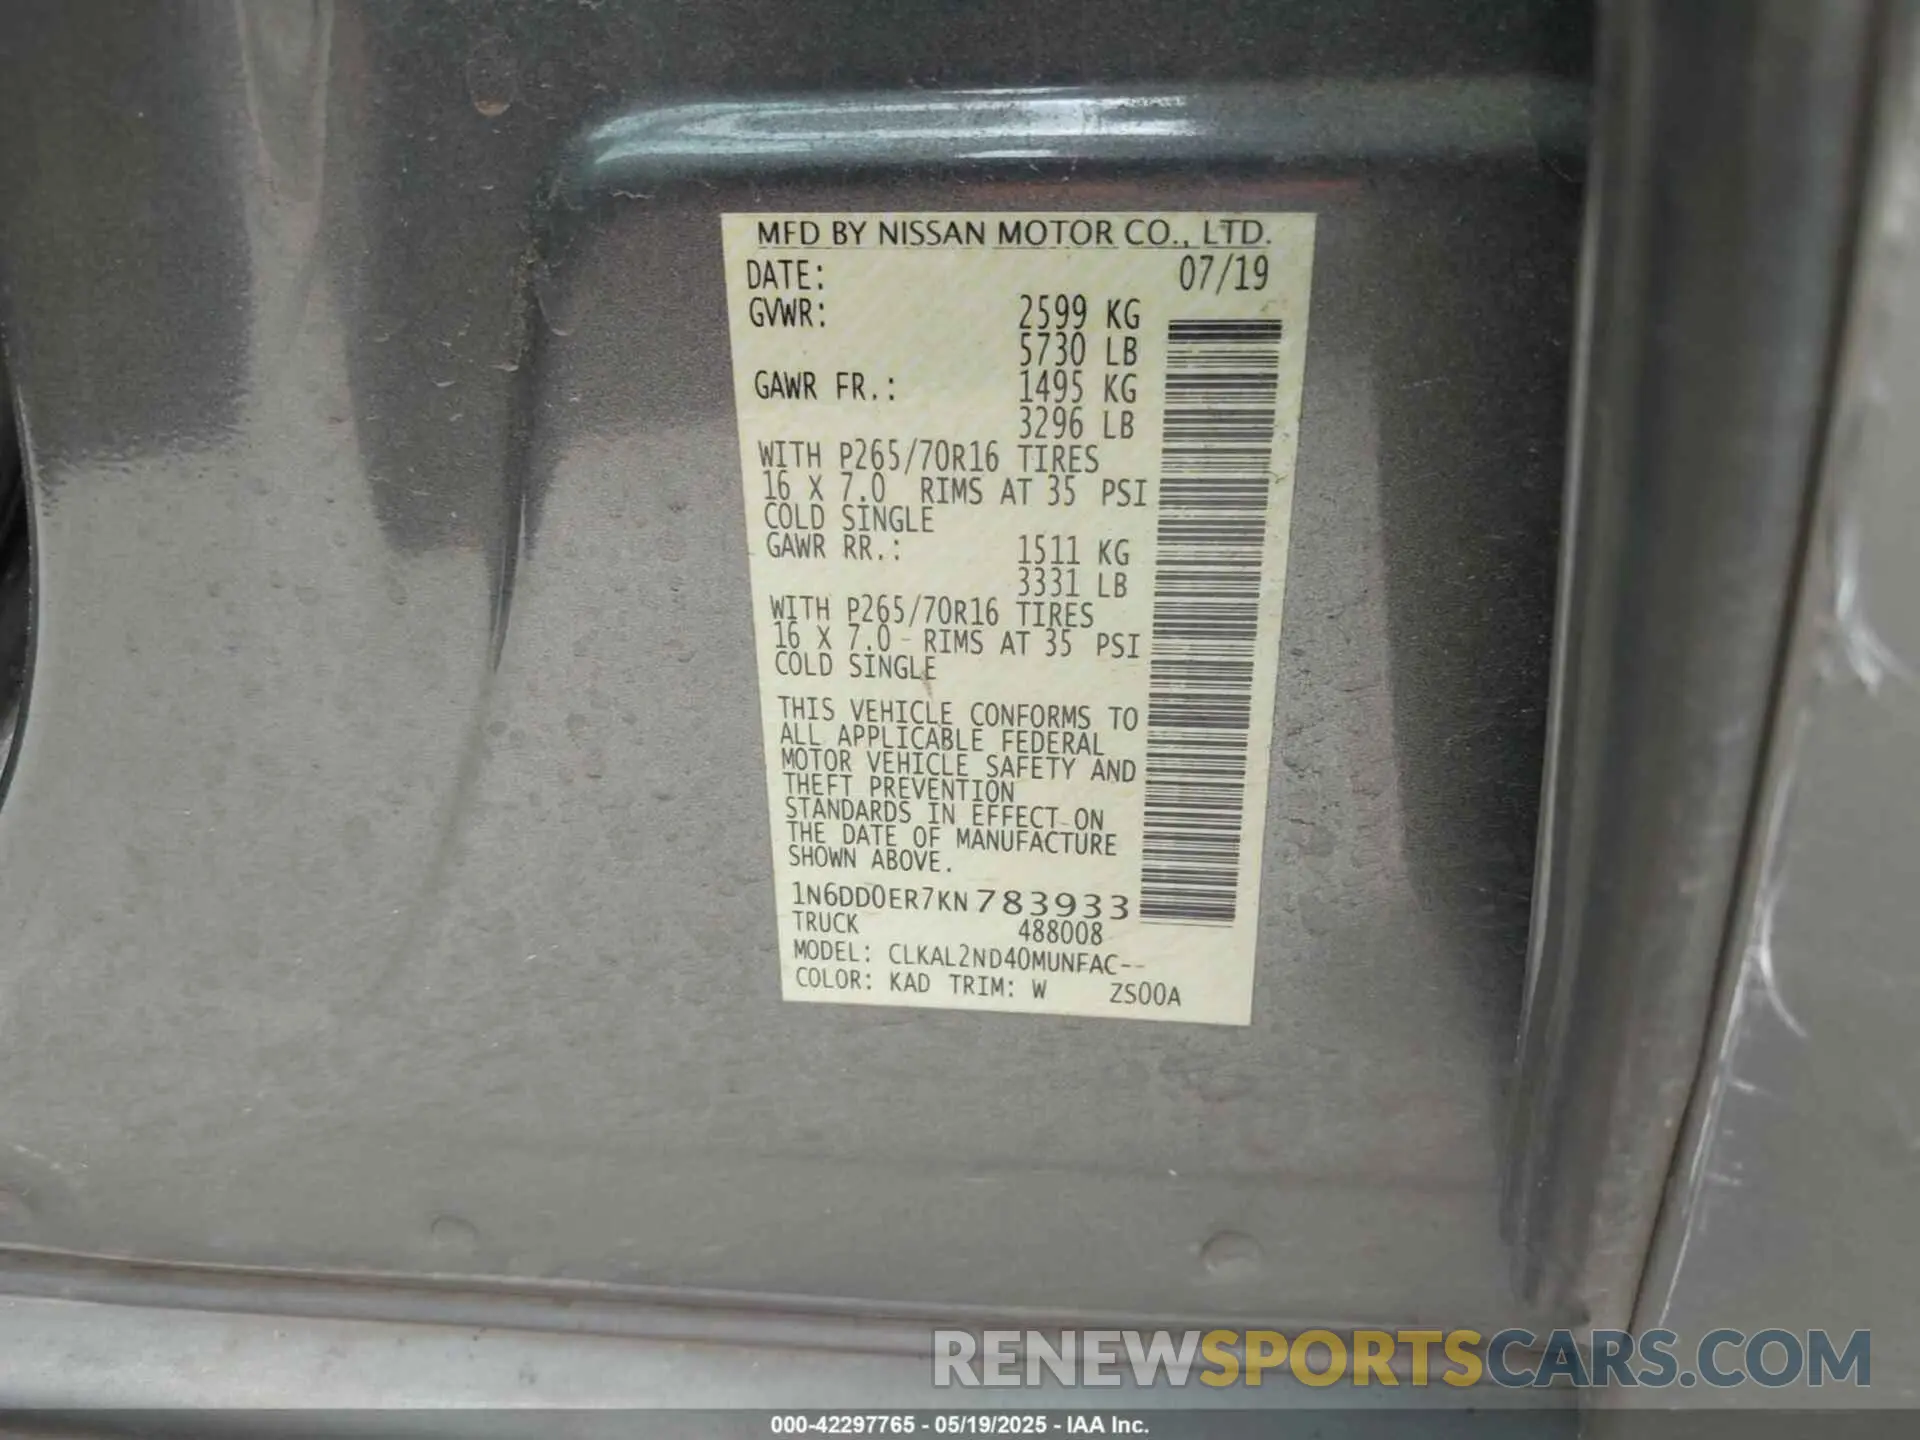 MFD BY NISSAN MOTOR CO., LTD.
DATE: 07/19
GVWR: 2599 KG
5730 LB
GAWR FR.: 1495 KG
3296 LB
WITH P265/70R16 TIRES
16 X 7.0 RIMS AT 35 PSI
COLD SINGLE
GAWR RR.: 1511 KG
3331 LB
WITH P265/70R16 TIRES
16 X 7.0 RIMS AT 35 PSI
COLD SINGLE
THIS VEHICLE CONFORMS TO
ALL APPLICABLE FEDERAL
MOTOR VEHICLE SAFETY AND
THEFT PREVENTION
STANDARDS IN EFFECT ON
THE DATE OF MANUFACTURE
SHOWN ABOVE.
1N6DD0ER7KN783933
TRUCK 488008
MODEL: CLKAL2ND40MUNFAC--
COLOR: KAD TRIM: W ZS00A
RENEWSPORTSCARS.COM
000-42297765 - 05/19/2025 - IAA Inc.